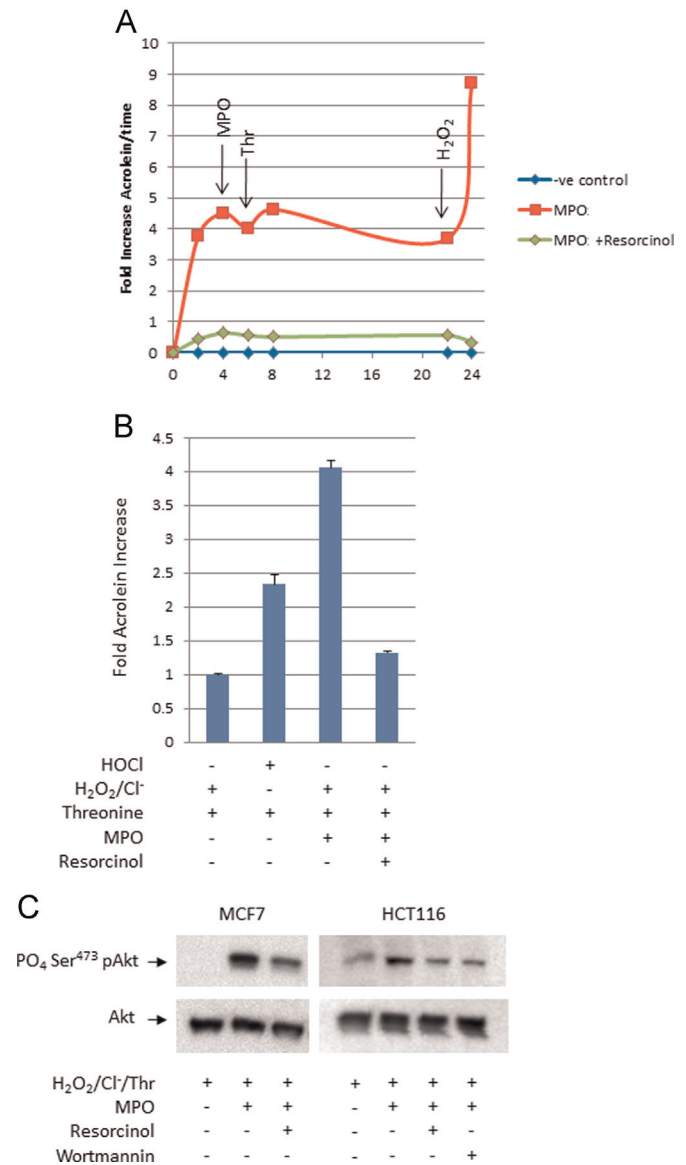 A
Fold Increase Acrolein/time
10
9
8
7
6
5
4
3
2
1
0
0 4 8 12 16 20 24
MPO
Thr
H₂O₂
-ve control
MPO:
MPO: +Resorcinol
B
Fold Acrolein Increase
4.5
4
3.5
3
2.5
2
1.5
1
0.5
0
HOCl - + - -
H₂O₂/Cl⁻ + - + +
Threonine + + + +
MPO - - + +
Resorcinol - - - +
C
MCF7 HCT116
PO₄ Ser⁴⁷³ pAkt
Akt
H₂O₂/Cl⁻/Thr + + + + + + +
MPO - + + - + + +
Resorcinol - - + - - + -
Wortmannin - - - - - - +